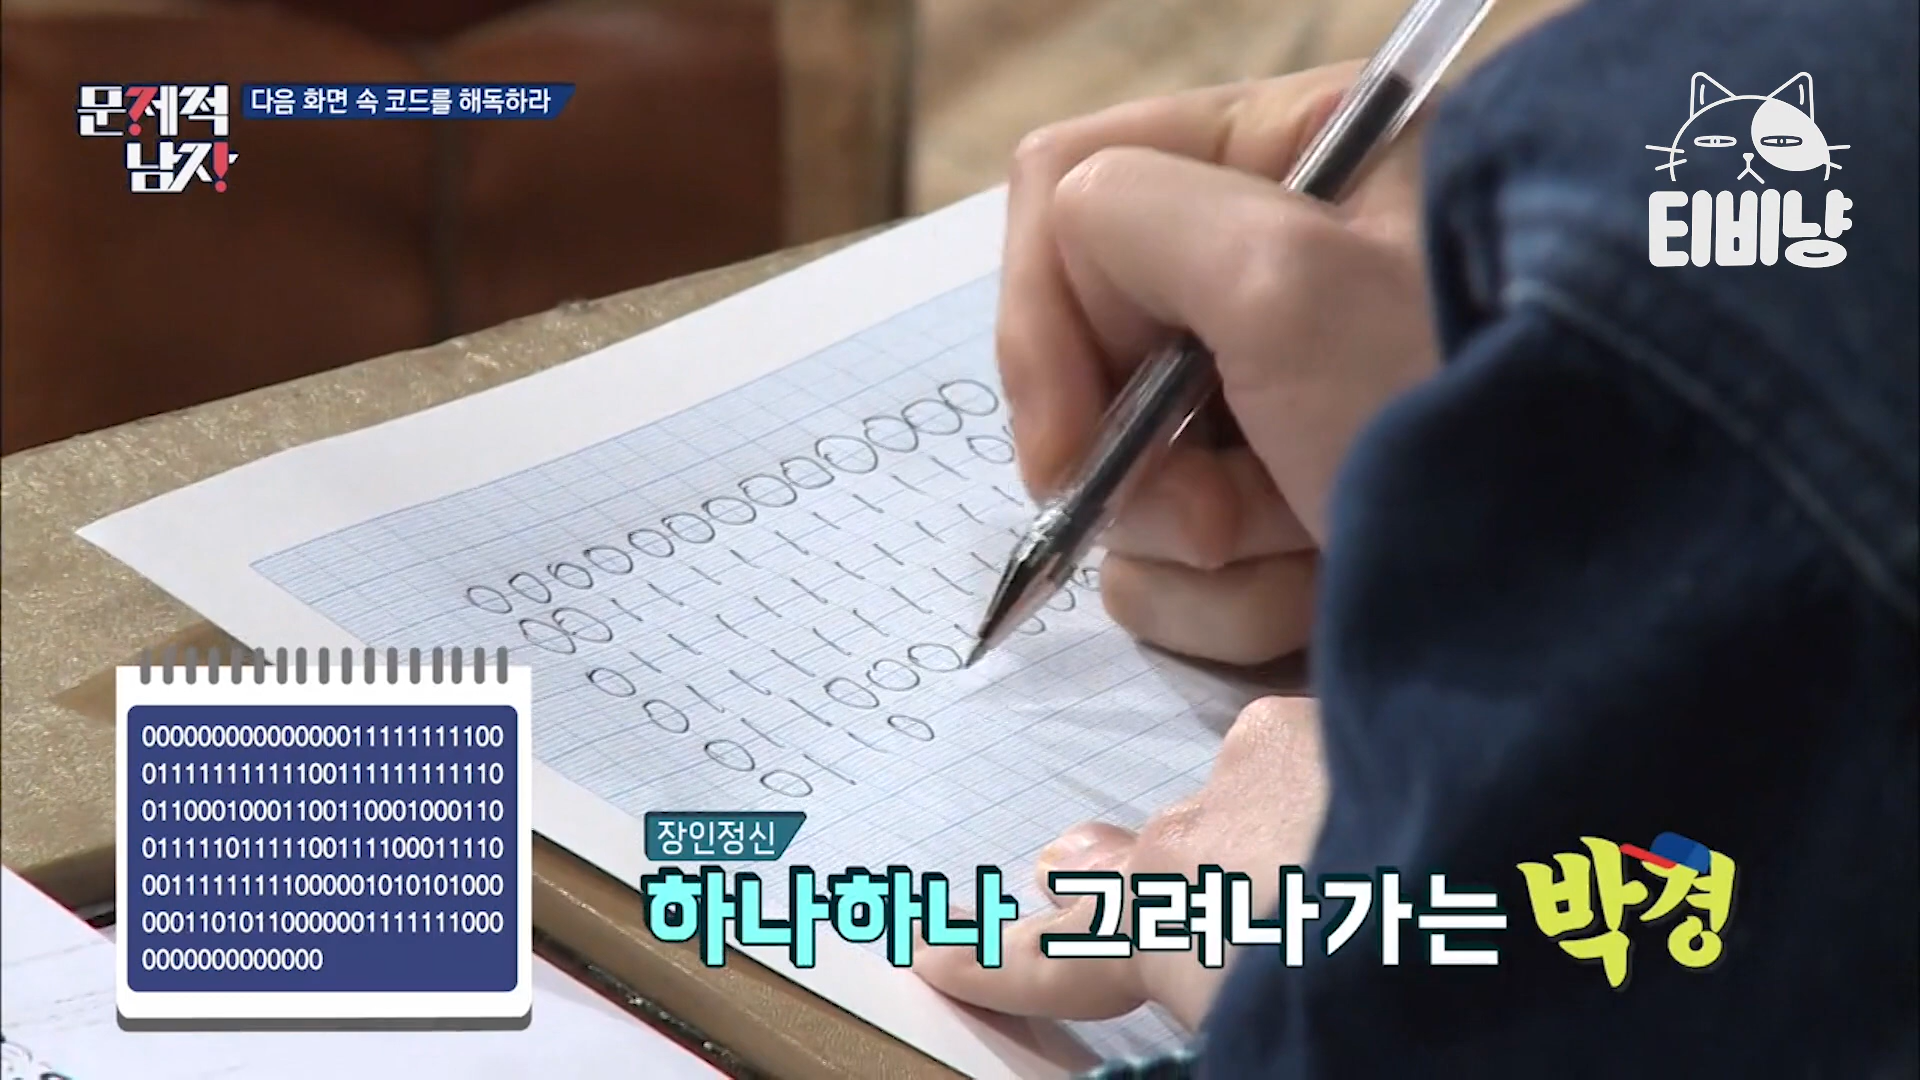 문제적
남자
다음 화면 속 코드를 해독하라
티비냥
00000000000000011111111100
01111111111100111111111110
01100010001100110001000110
01111101111100111100011110
00111111111000001010101000
00011010110000001111111000
0000000000000
장인정신
하나하나 그려나가는 박경